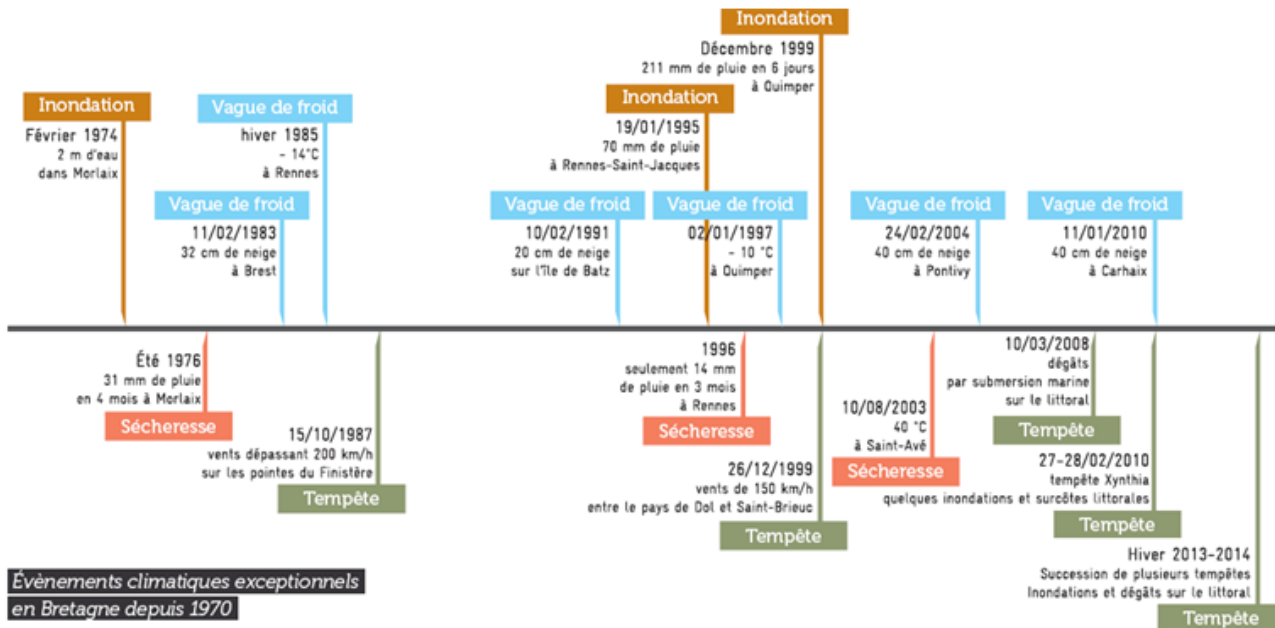 Inondation
Décembre 1999
211 mm de pluie en 6 jours
à Quimper
Inondation
Février 1974
2 m d'eau
dans Morlaix
Vague de froid
hiver 1985
- 14°C
à Rennes
Inondation
19/01/1995
70 mm de pluie
à Rennes-Saint-Jacques
Vague de froid
11/02/1983
32 cm de neige
à Brest
Vague de froid
10/02/1991
20 cm de neige
sur l'île de Batz
Vague de froid
02/01/1997
- 10 °C
à Quimper
Vague de froid
24/02/2004
40 cm de neige
à Pontivy
Vague de froid
11/01/2010
40 cm de neige
à Carhaix
Été 1976
31 mm de pluie
en 4 mois à Morlaix
Sécheresse
15/10/1987
vents dépassant 200 km/h
sur les pointes du Finistère
Tempête
1996
seulement 14 mm
de pluie en 3 mois
à Rennes
Sécheresse
26/12/1999
vents de 150 km/h
entre le pays de Dol et Saint-Brieuc
Tempête
10/08/2003
40 °C
à Saint-Avé
Sécheresse
10/03/2008
dégâts
par submersion marine
sur le littoral
Tempête
27-28/02/2010
tempête Xynthia
quelques inondations et surcôtes littorales
Tempête
Hiver 2013-2014
Succession de plusieurs tempêtes
Inondations et dégâts sur le littoral
Tempête
Évènements climatiques exceptionnels
en Bretagne depuis 1970